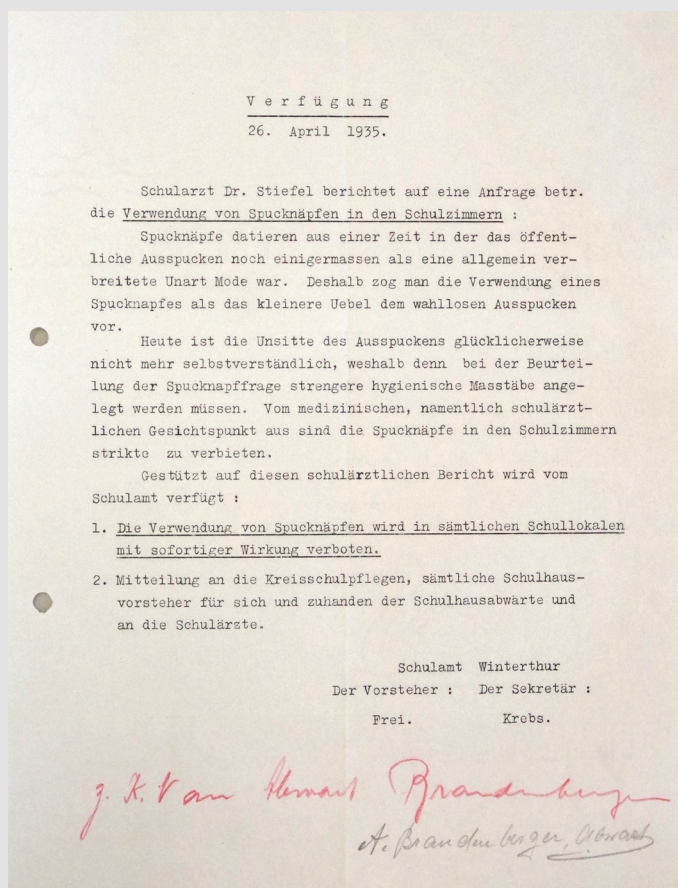 Verfügung
26. April 1935.
Schularzt Dr. Stiefel berichtet auf eine Anfrage betr.
die Verwendung von Spucknäpfen in den Schulzimmern :
Spucknäpfe datieren aus einer Zeit in der das öffent-
liche Ausspucken noch einigermassen als eine allgemein ver-
breitete Unart Mode war. Deshalb zog man die Verwendung eines
Spucknapfes als das kleinere Uebel dem wahllosen Ausspucken
vor.
Heute ist die Unsitte des Ausspuckens glücklicherweise
nicht mehr selbstverständlich, weshalb denn bei der Beurtei-
lung der Spucknapffrage strengere hygienische Masstäbe ange-
legt werden müssen. Vom medizinischen, namentlich schulärzt-
lichen Gesichtspunkt aus sind die Spucknäpfe in den Schulzimmern
strikte zu verbieten.
Gestützt auf diesen schulärztlichen Bericht wird vom
Schulamt verfügt :
1. Die Verwendung von Spucknäpfen wird in sämtlichen Schullokalen
mit sofortiger Wirkung verboten.
2. Mitteilung an die Kreisschulpflegen, sämtliche Schulhaus-
vorsteher für sich und zuhanden der Schulhausabwärte und
an die Schulärzte.
Schulamt Winterthur
Der Vorsteher : Der Sekretär :
Frei. Krebs.
z. K. V an Abwart Brandenberger
A. Brandenberger, Abwart